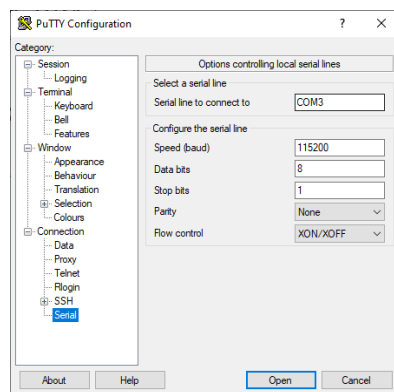 PuTTY Configuration
?
Category:
Session
Logging
Terminal
Keyboard
Bell
Features
Window
Appearance
Behaviour
Translation
Selection
Colours
Connection
Data
Proxy
Telnet
Rlogin
SSH
Serial
Options controlling local serial lines
Select a serial line
Serial line to connect to COM3
Configure the serial line
Speed (baud) 115200
Data bits 8
Stop bits 1
Parity None
Flow control XON/XOFF
About Help Open Cancel